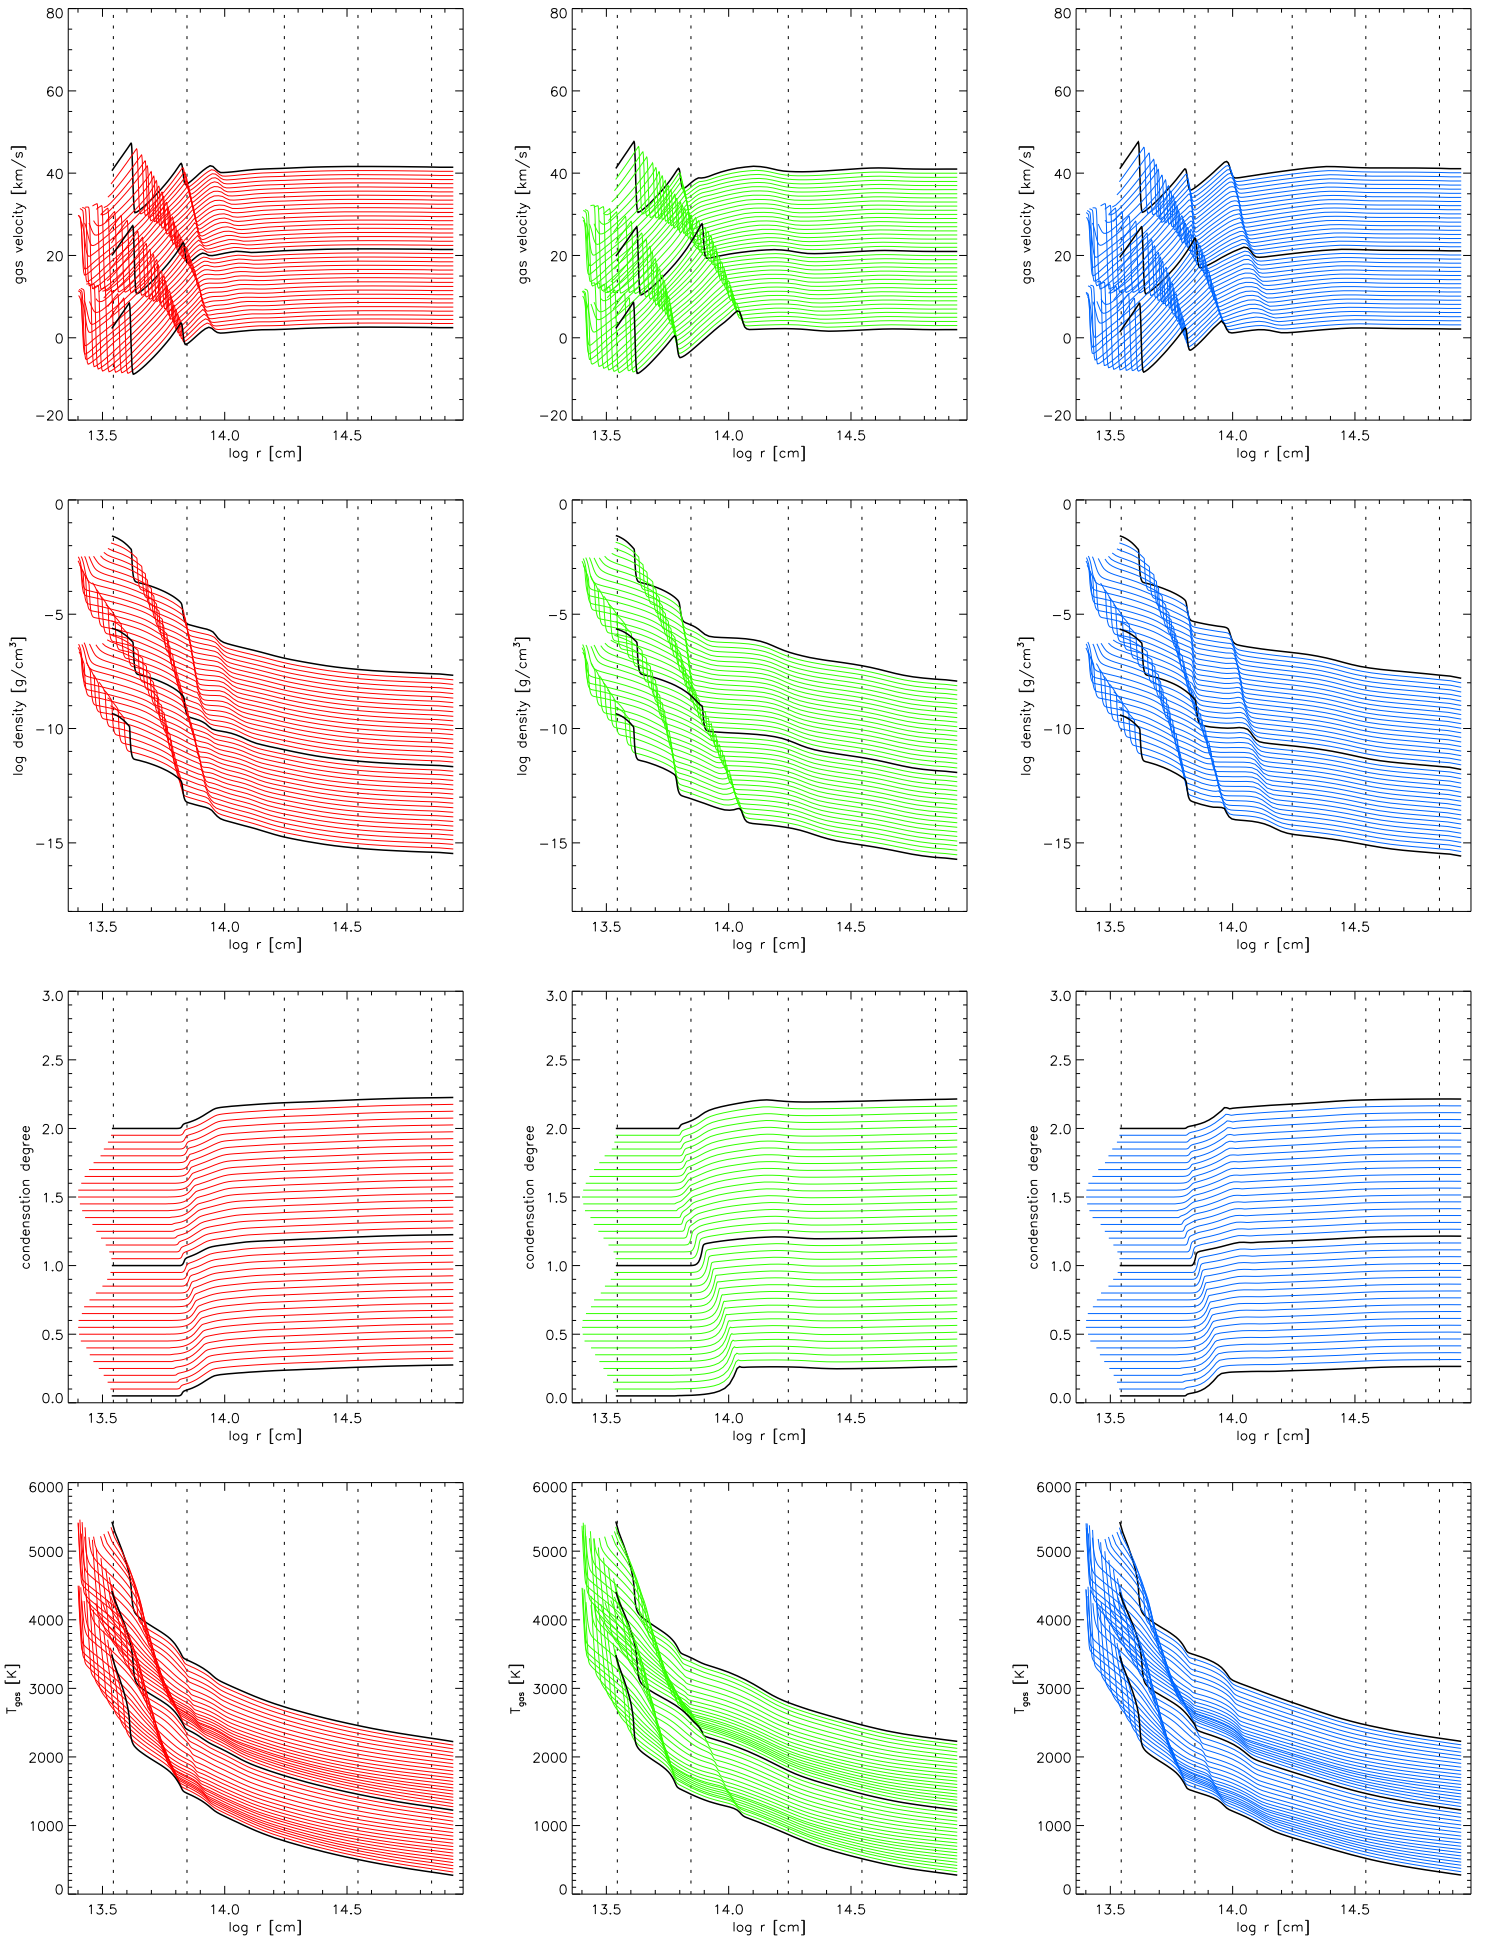 80 80 80
60 60 60
40 40 40
20 20 20
0 0 0
−20 −20 −20
gas velocity [km/s] gas velocity [km/s] gas velocity [km/s]
13.5 14.0 14.5 13.5 14.0 14.5 13.5 14.0 14.5
log r [cm] log r [cm] log r [cm]
0 0 0
−5 −5 −5
−10 −10 −10
−15 −15 −15
log density [g/cm³] log density [g/cm³] log density [g/cm³]
13.5 14.0 14.5 13.5 14.0 14.5 13.5 14.0 14.5
log r [cm] log r [cm] log r [cm]
3.0 3.0 3.0
2.5 2.5 2.5
2.0 2.0 2.0
1.5 1.5 1.5
1.0 1.0 1.0
0.5 0.5 0.5
0.0 0.0 0.0
condensation degree condensation degree condensation degree
13.5 14.0 14.5 13.5 14.0 14.5 13.5 14.0 14.5
log r [cm] log r [cm] log r [cm]
6000 6000 6000
5000 5000 5000
4000 4000 4000
3000 3000 3000
2000 2000 2000
1000 1000 1000
0 0 0
Tgas [K] Tgas [K] Tgas [K]
13.5 14.0 14.5 13.5 14.0 14.5 13.5 14.0 14.5
log r [cm] log r [cm] log r [cm]